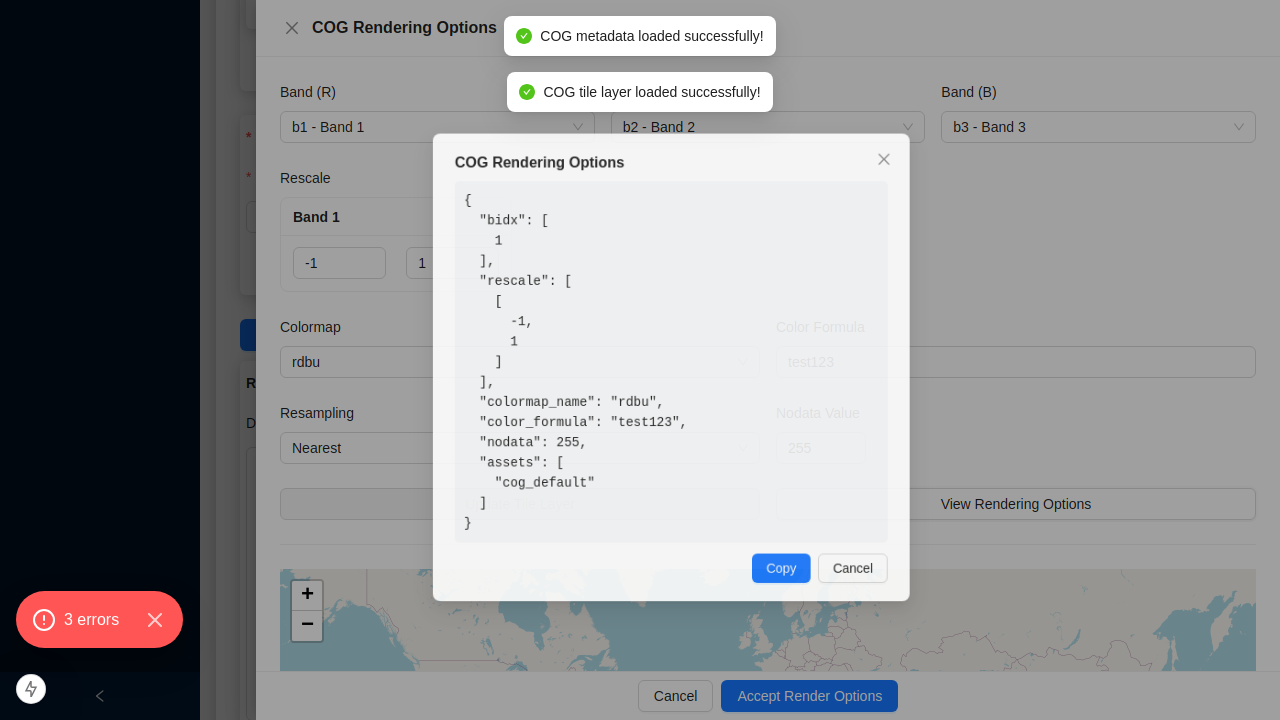 COG Rendering Options
COG metadata loaded successfully!
COG tile layer loaded successfully!
Band (R)
Band (B)
b1 - Band 1
b2 - Band 2
b3 - Band 3
Rescale
Band 1
-1
1
Colormap
rdbu
Color Formula
test123
Resampling
Nearest
Nodata Value
255
View Rendering Options
COG Rendering Options
{
  "bidx": [
    1
  ],
  "rescale": [
    [
      -1,
      1
    ]
  ],
  "colormap_name": "rdbu",
  "color_formula": "test123",
  "nodata": 255,
  "assets": [
    "cog_default"
  ]
}
Copy
Cancel
+
−
3 errors
Cancel
Accept Render Options